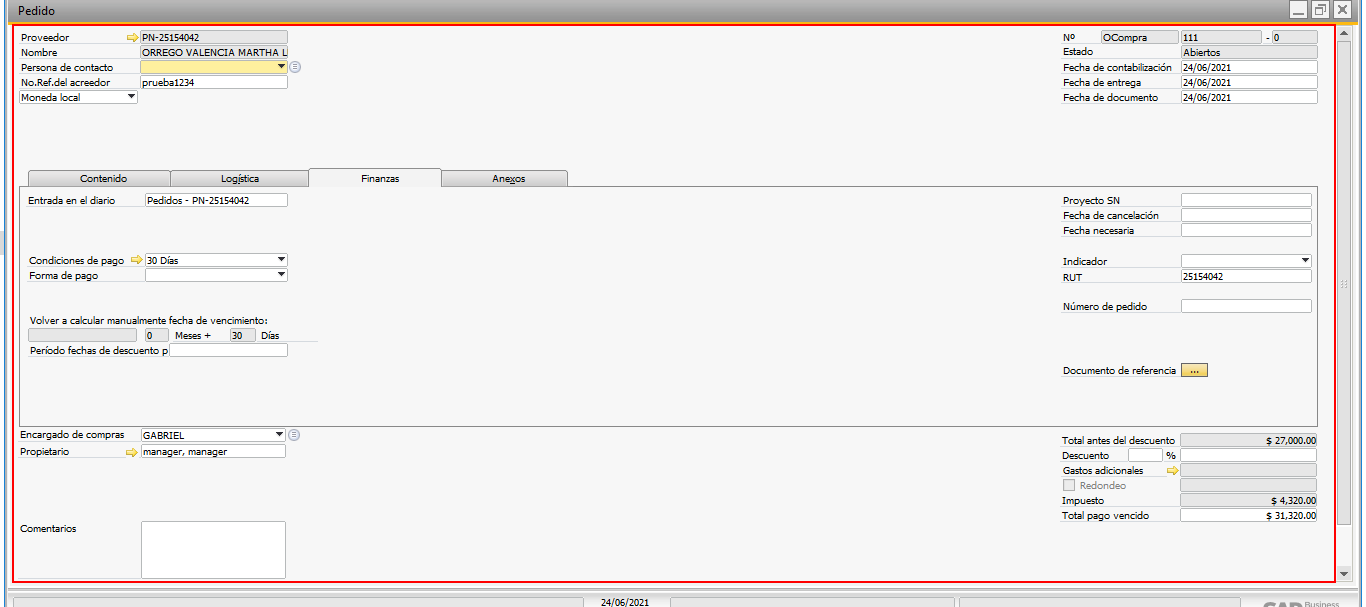 Pedido
Proveedor PN-25154042 Nº OCompra 111 - 0
Nombre ORREGO VALENCIA MARTHA L Estado Abiertos
Persona de contacto Fecha de contabilización 24/06/2021
No.Ref.del acreedor prueba1234 Fecha de entrega 24/06/2021
Moneda local Fecha de documento 24/06/2021
Contenido Logística Finanzas Anexos
Entrada en el diario Pedidos - PN-25154042 Proyecto SN
Fecha de cancelación
Fecha necesaria
Condiciones de pago 30 Días Indicador
Forma de pago RUT 25154042
Número de pedido
Volver a calcular manualmente fecha de vencimiento:
0 Meses + 30 Días
Período fechas de descuento p
Documento de referencia ...
Encargado de compras GABRIEL Total antes del descuento $ 27,000.00
Propietario manager, manager Descuento %
Gastos adicionales
Redondeo
Impuesto $ 4,320.00
Total pago vencido $ 31,320.00
Comentarios
24/06/2021 SAP Business